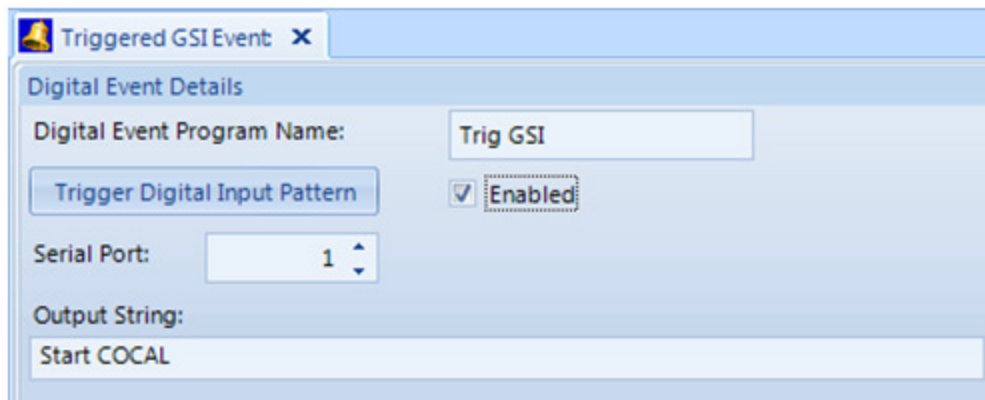 Triggered GSI Event
Digital Event Details
Digital Event Program Name: Trig GSI
Trigger Digital Input Pattern Enabled
Serial Port: 1
Output String:
Start COCAL